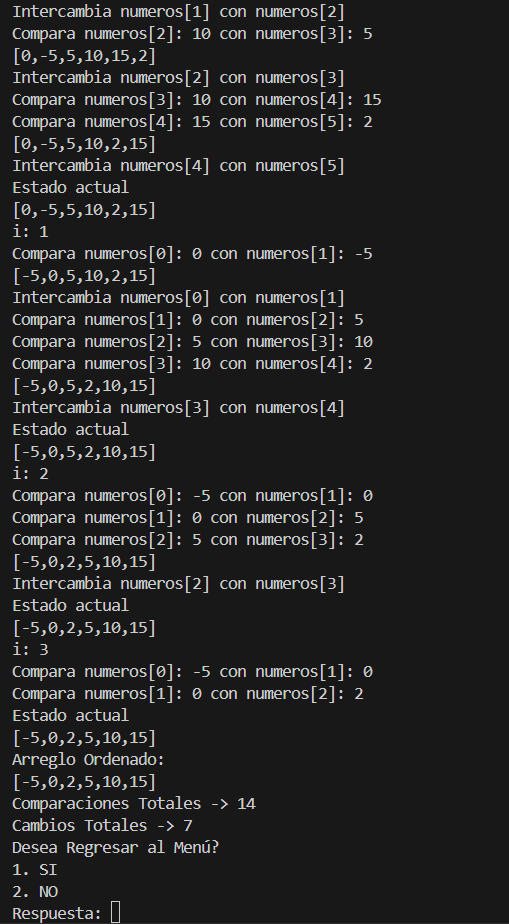 Intercambia numeros[1] con numeros[2]
Compara numeros[2]: 10 con numeros[3]: 5
[0,-5,5,10,15,2]
Intercambia numeros[2] con numeros[3]
Compara numeros[3]: 10 con numeros[4]: 15
Compara numeros[4]: 15 con numeros[5]: 2
[0,-5,5,10,2,15]
Intercambia numeros[4] con numeros[5]
Estado actual
[0,-5,5,10,2,15]
i: 1
Compara numeros[0]: 0 con numeros[1]: -5
[-5,0,5,10,2,15]
Intercambia numeros[0] con numeros[1]
Compara numeros[1]: 0 con numeros[2]: 5
Compara numeros[2]: 5 con numeros[3]: 10
Compara numeros[3]: 10 con numeros[4]: 2
[-5,0,5,2,10,15]
Intercambia numeros[3] con numeros[4]
Estado actual
[-5,0,5,2,10,15]
i: 2
Compara numeros[0]: -5 con numeros[1]: 0
Compara numeros[1]: 0 con numeros[2]: 5
Compara numeros[2]: 5 con numeros[3]: 2
[-5,0,2,5,10,15]
Intercambia numeros[2] con numeros[3]
Estado actual
[-5,0,2,5,10,15]
i: 3
Compara numeros[0]: -5 con numeros[1]: 0
Compara numeros[1]: 0 con numeros[2]: 2
Estado actual
[-5,0,2,5,10,15]
Arreglo Ordenado:
[-5,0,2,5,10,15]
Comparaciones Totales -> 14
Cambios Totales -> 7
Desea Regresar al Menú?
1. SI
2. NO
Respuesta: